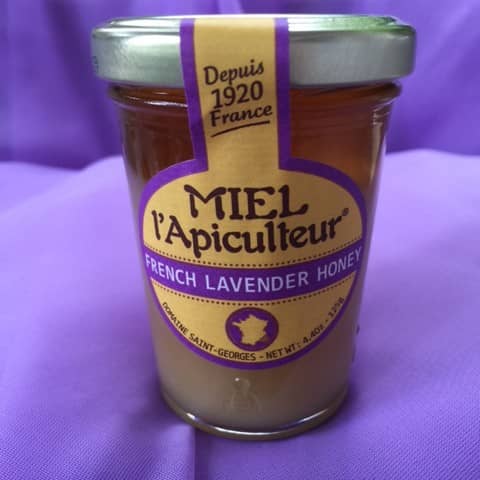 Depuis
1920
France
MIEL
l'Apiculteur®
FRENCH LAVENDER HONEY
DOMAINE SAINT-GEORGES - NET WT: 4.4Oz - 125g